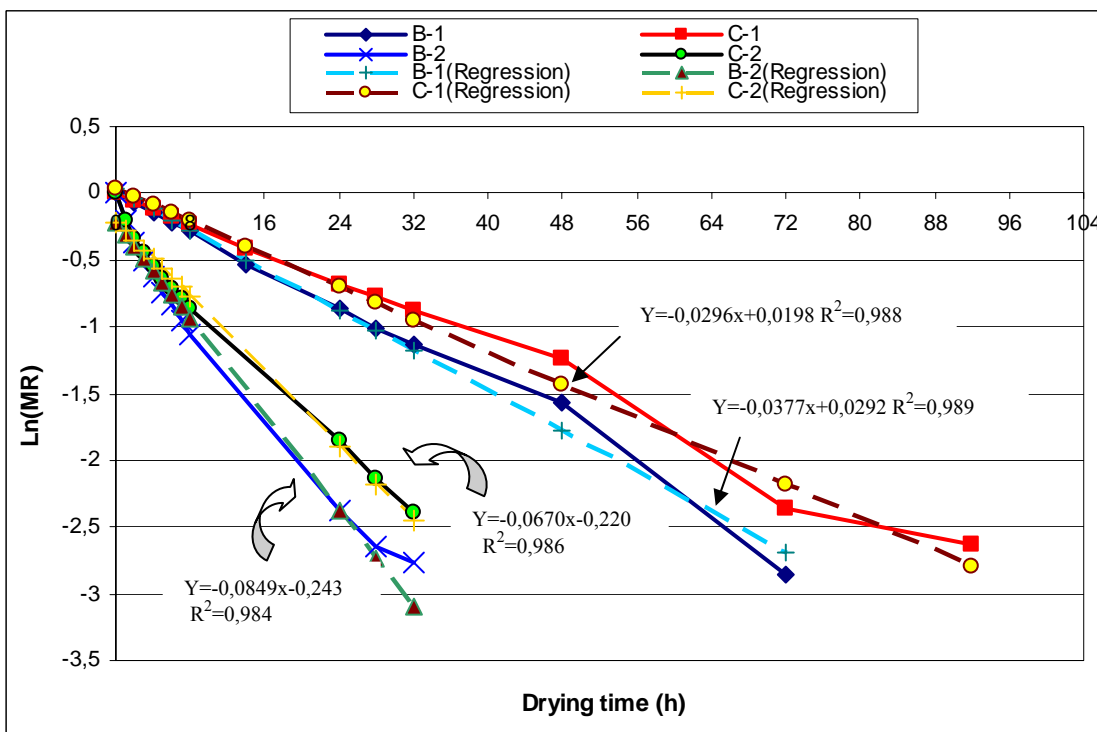 B-1 C-1
B-2 C-2
B-1(Regression) B-2(Regression)
C-1(Regression) C-2(Regression)
0,5
0
-0,5
-1
-1,5
-2
-2,5
-3
-3,5
0 8 16 24 32 40 48 56 64 72 80 88 96 104
Ln(MR)
Y=-0,0296x+0,0198 R²=0,988
Y=-0,0377x+0,0292 R²=0,989
Y=-0,0670x-0,220
R²=0,986
Y=-0,0849x-0,243
R²=0,984
Drying time (h)